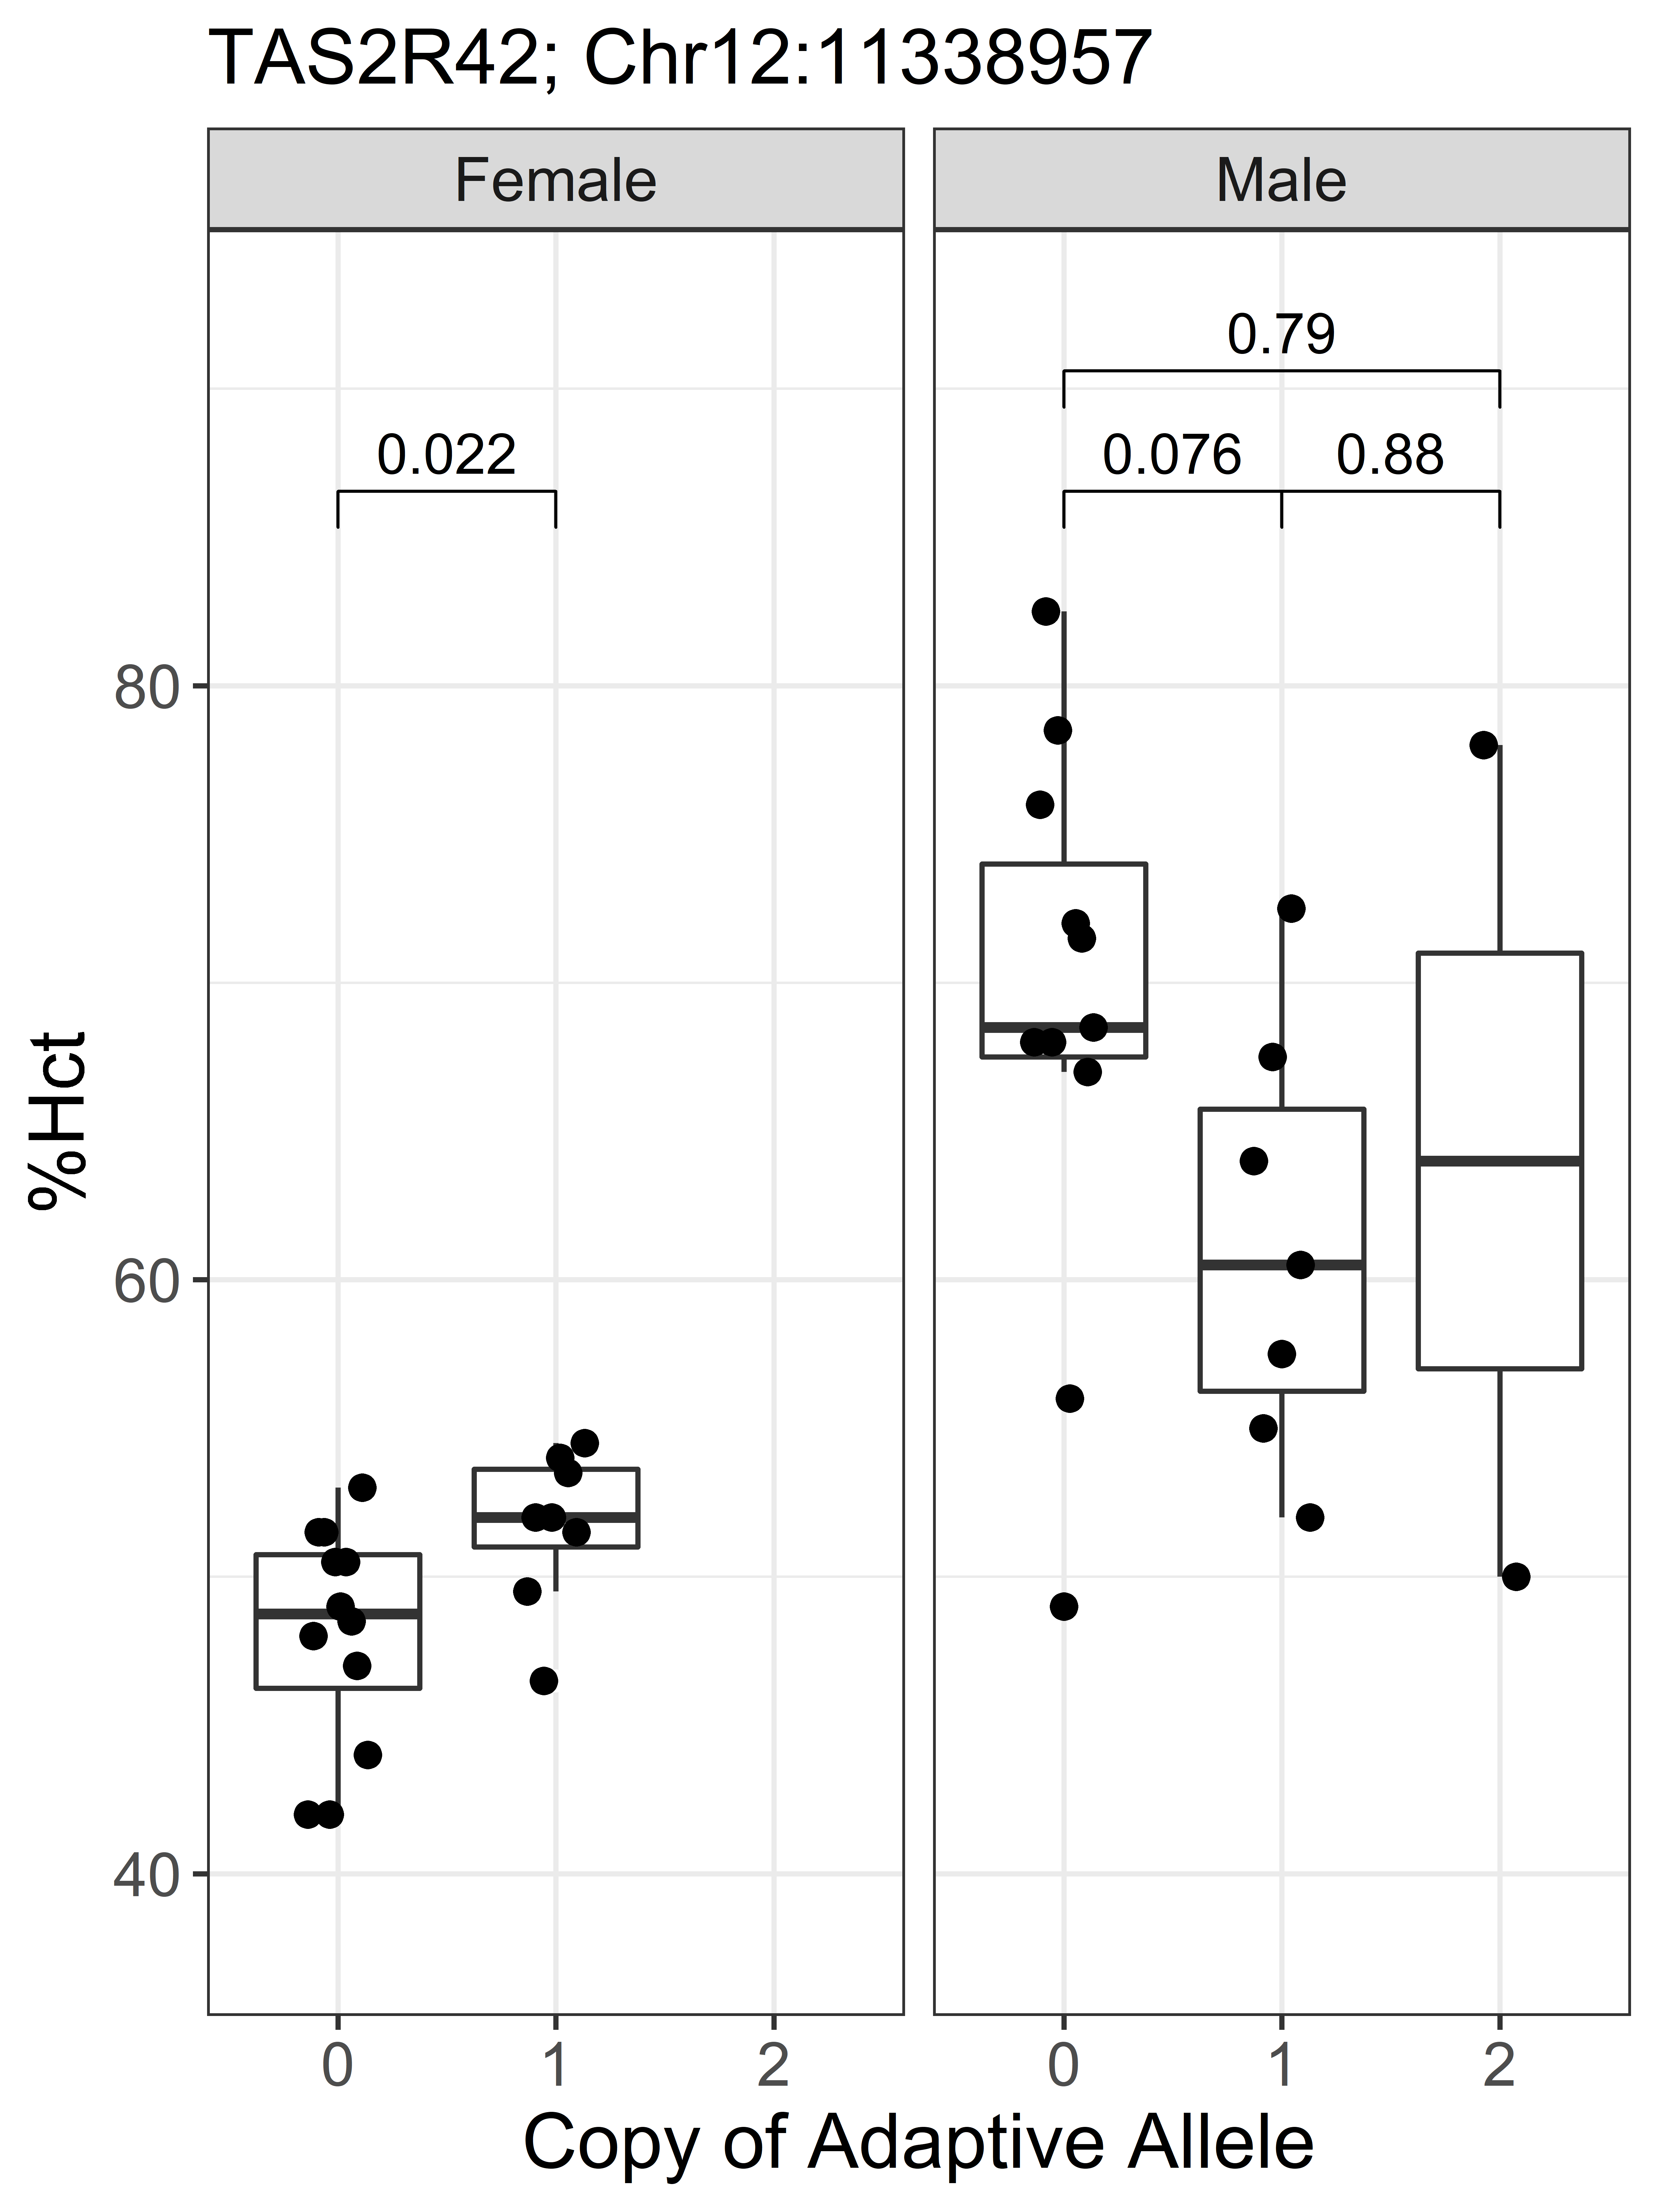 TAS2R42; Chr12:11338957
Female Male
0.79
0.022 0.076 0.88
80
%Hct
60
40
0 1 2 0 1 2
Copy of Adaptive Allele